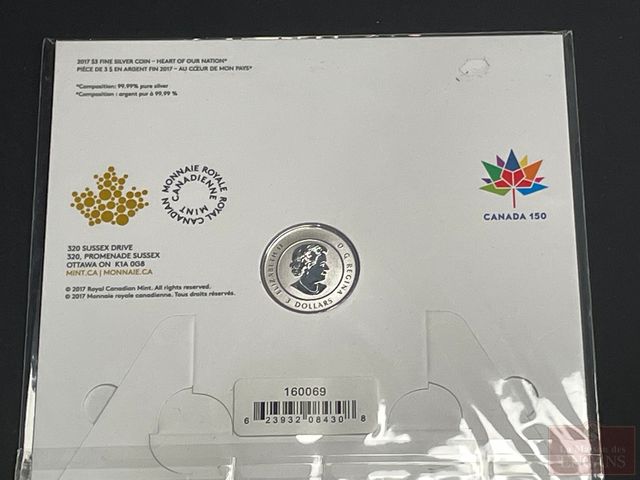 2017 $3 FINE SILVER COIN – HEART OF OUR NATION*
PIÈCE DE 3 $ EN ARGENT FIN 2017 – AU CŒUR DE MON PAYS*
*Composition: 99.99% pure silver
*Composition : argent pur à 99,99 %
MONNAIE ROYALE CANADIENNE
ROYAL CANADIAN MINT
CANADA 150
320 SUSSEX DRIVE
320, PROMENADE SUSSEX
OTTAWA ON K1A 0G8
MINT.CA | MONNAIE.CA
© 2017 Royal Canadian Mint. All rights reserved.
© 2017 Monnaie royale canadienne. Tous droits réservés.
ELIZABETH II D·G·REGINA
3 DOLLARS
160069
6 23932 08430 8
La Maison des
ENCANS